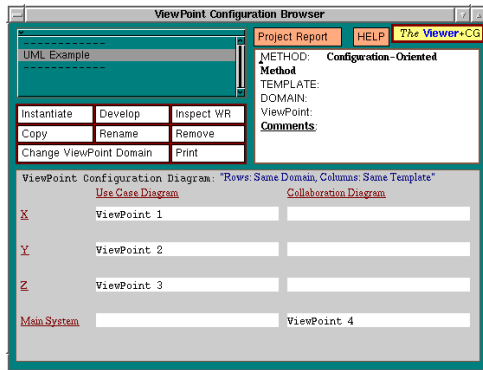 ViewPoint Configuration Browser
Project Report HELP The Viewer+CG
-------------
UML Example
-------------
METHOD: Configuration-Oriented
Method
TEMPLATE:
DOMAIN:
ViewPoint:
Comments:
Instantiate Develop Inspect WR
Copy Rename Remove
Change ViewPoint Domain Print
ViewPoint Configuration Diagram: "Rows: Same Domain, Columns: Same Template"
Use Case Diagram Collaboration Diagram
X ViewPoint 1
Y ViewPoint 2
Z ViewPoint 3
Main System ViewPoint 4